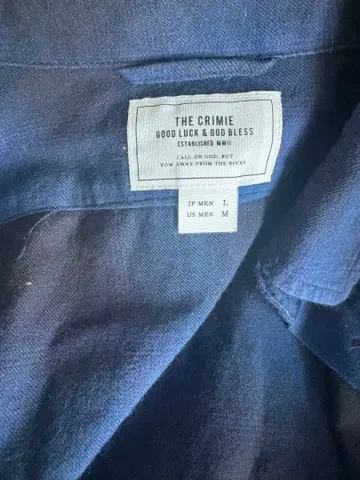 THE CRIMIE
GOOD LUCK & GOD BLESS
ESTABLISHED MMII
CALL ON GOD, BUT
ROW AWAY FROM THE ROCKS
JP MEN L
US MEN M